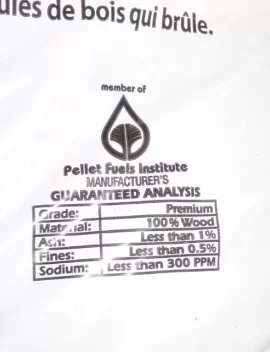 ules de bois qui brûle.
member of
Pellet Fuels Institute
MANUFACTURER'S
GUARANTEED ANALYSIS
Grade: Premium
Material: 100% Wood
Ash: Less than 1%
Fines: Less than 0.5%
Sodium: Less than 300 PPM